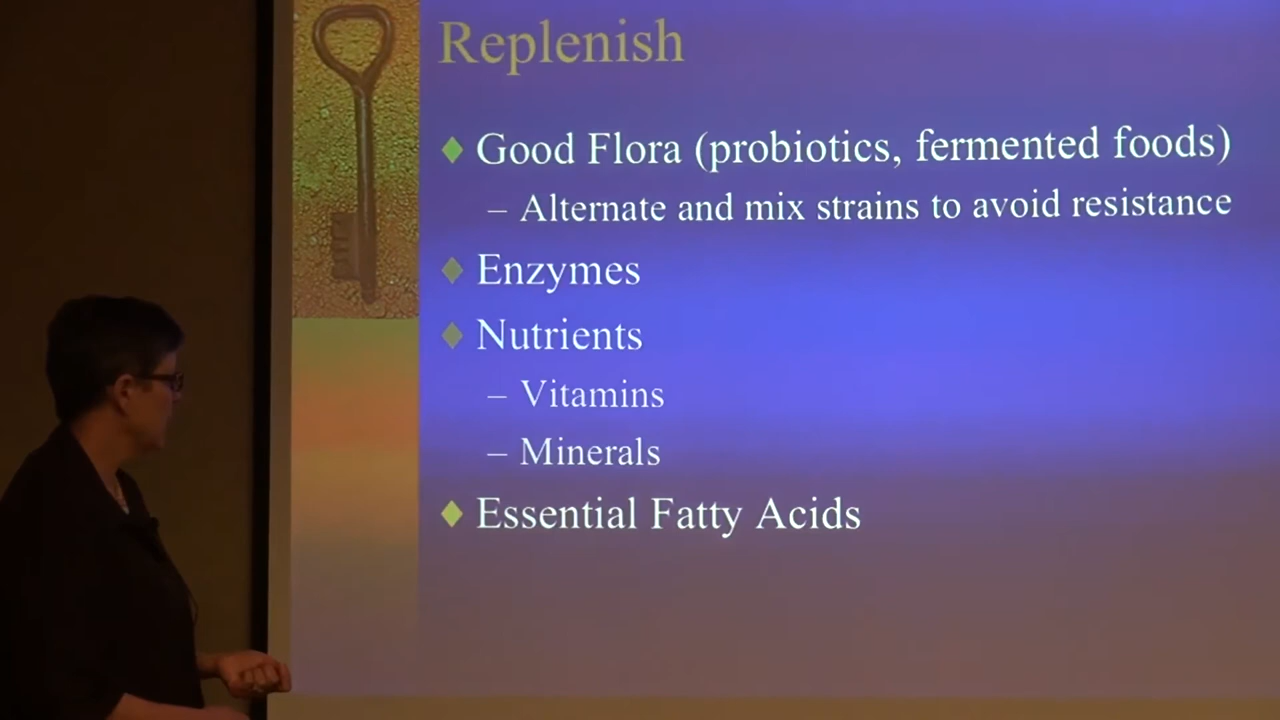 Replenish
Good Flora (probiotics, fermented foods)
– Alternate and mix strains to avoid resistance
Enzymes
Nutrients
– Vitamins
– Minerals
Essential Fatty Acids